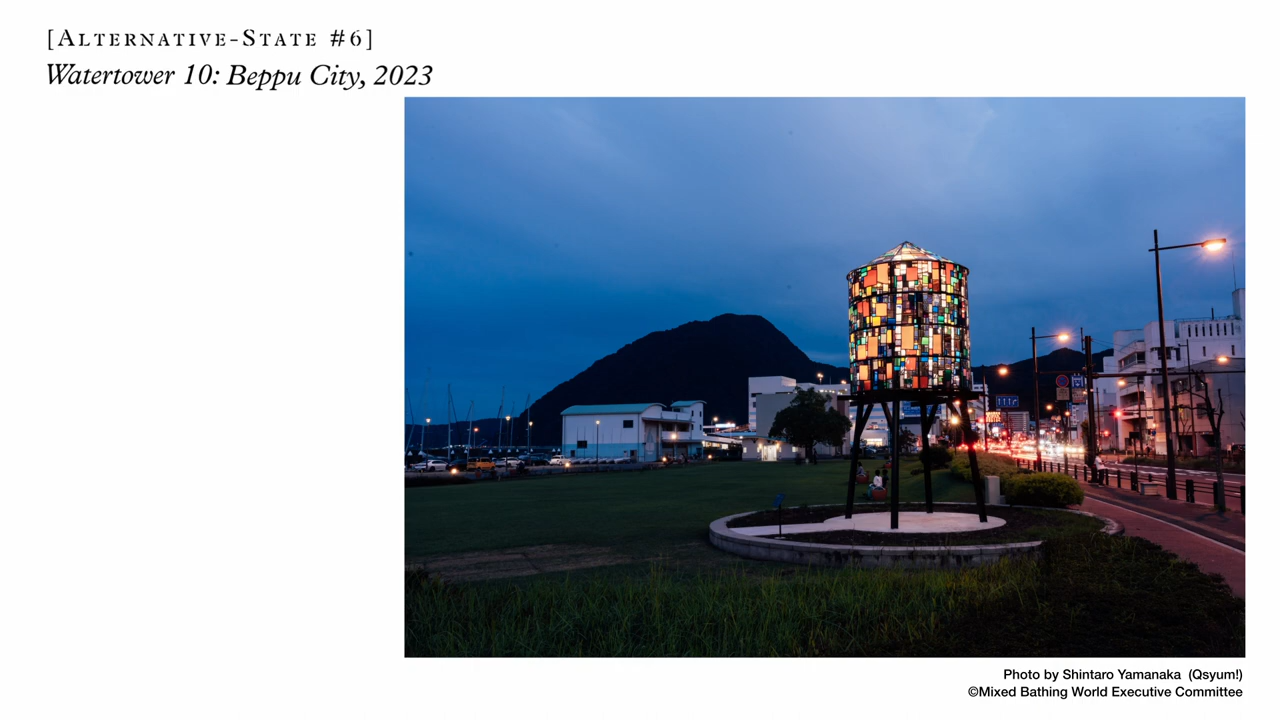 [Alternative-State #6]
Watertower 10: Beppu City, 2023
Photo by Shintaro Yamanaka (Qsyum!)
©Mixed Bathing World Executive Committee